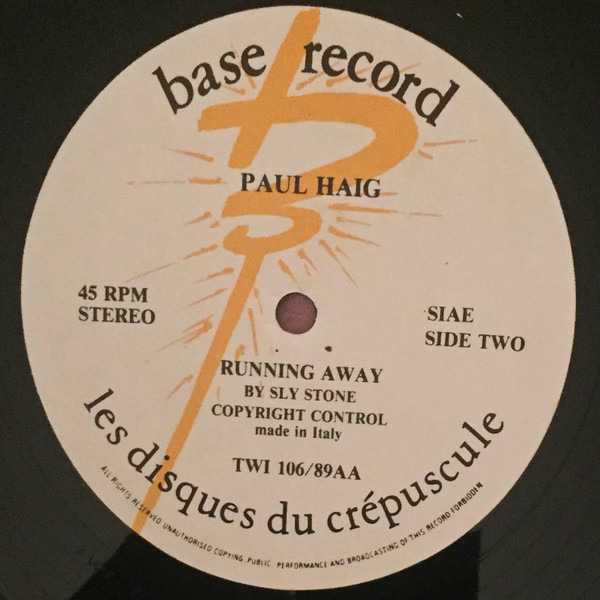 base record
PAUL HAIG
45 RPM
STEREO
SIAE
SIDE TWO
RUNNING AWAY
BY SLY STONE
COPYRIGHT CONTROL
made in Italy
TWI 106/89AA
les disques du crépuscule
ALL RIGHTS RESERVED UNAUTHORISED COPYING. PUBLIC PERFORMANCE AND BROADCASTING OF THIS RECORD FORBIDDEN